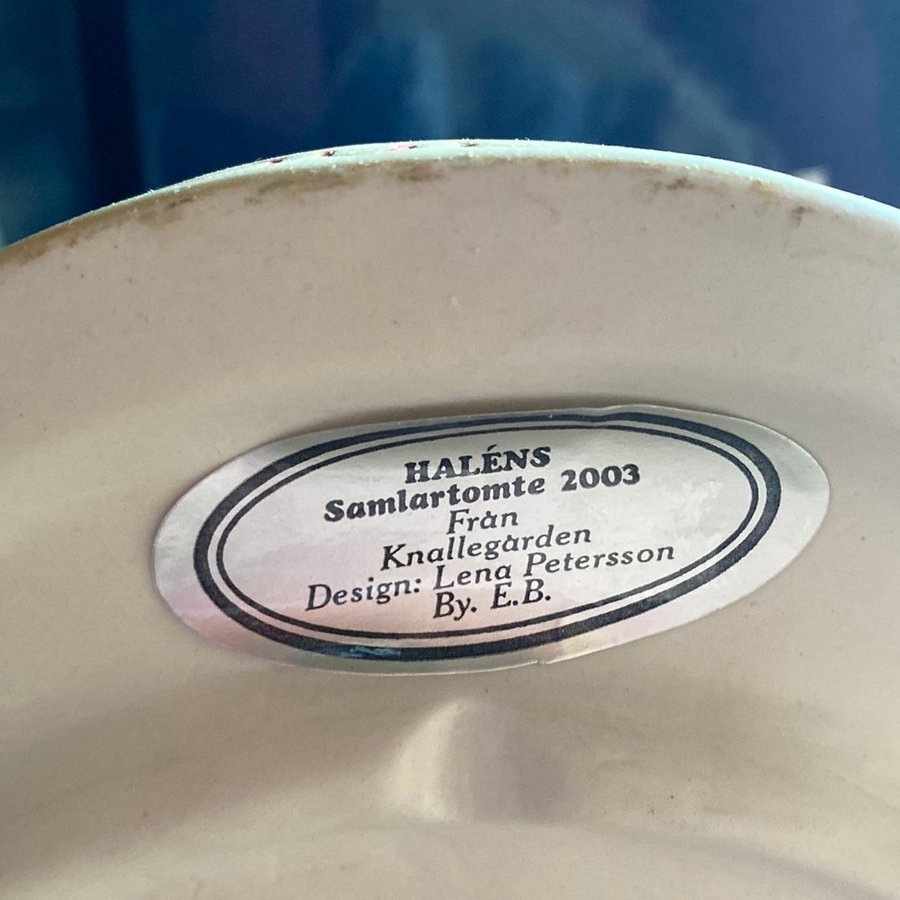 HALÉNS
Samlartomte 2003
Från
Knallegården
Design: Lena Petersson
By. E.B.